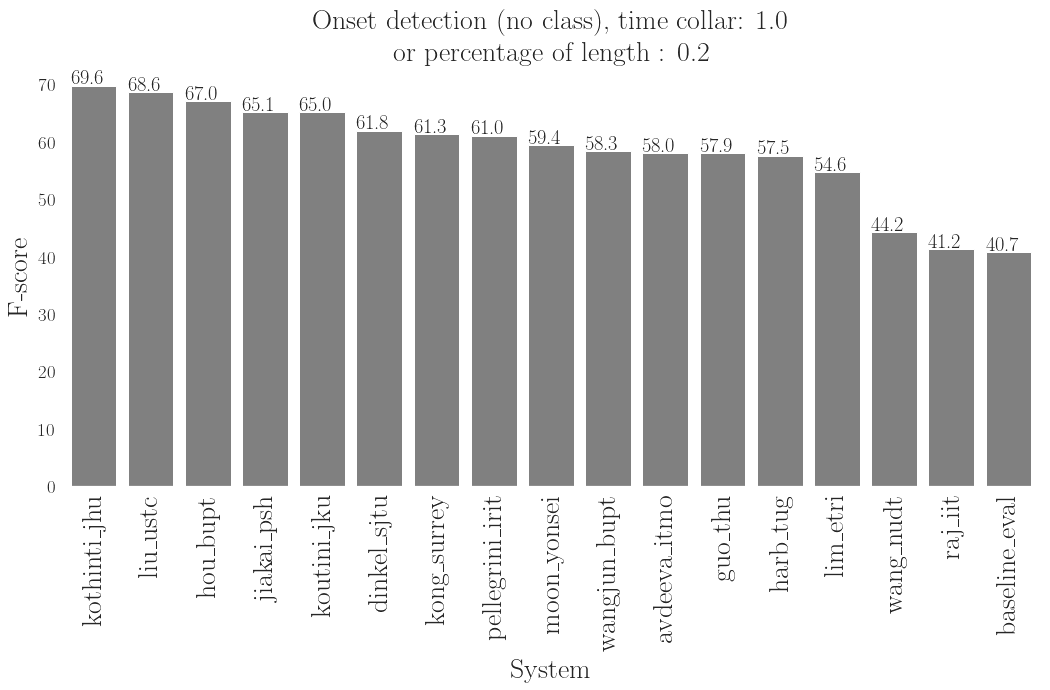 Onset detection (no class), time collar: 1.0
or percentage of length : 0.2
F-score
70
60
50
40
30
20
10
0
69.6
68.6
67.0
65.1
65.0
61.8
61.3
61.0
59.4
58.3
58.0
57.9
57.5
54.6
44.2
41.2
40.7
kothinti_jhu
liu_ustc
hou_bupt
jiakai_psh
koutini_jku
dinkel_sjtu
kong_surrey
pellegrini_irit
moon_yonsei
wangjun_bupt
avdeeva_itmo
guo_thu
harb_tug
lim_etri
wang_nudt
raj_iit
baseline_eval
System